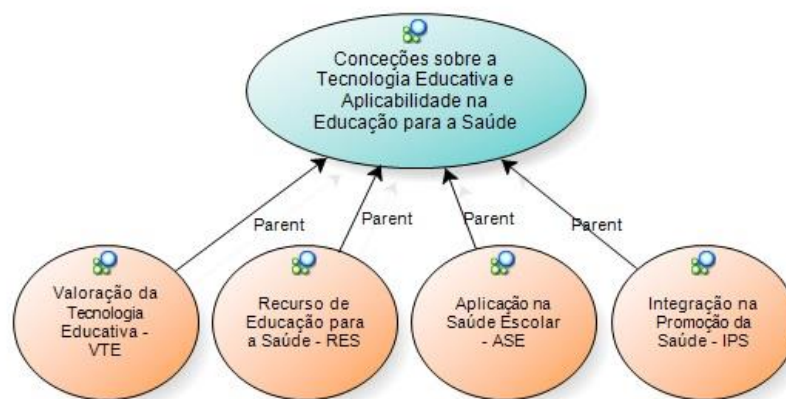 Conceções sobre a
Tecnologia Educativa e
Aplicabilidade na
Educação para a Saúde
Parent
Parent
Parent
Parent
Valoração da
Tecnologia
Educativa -
VTE
Recurso de
Educação para
a Saúde - RES
Aplicação na
Saúde Escolar
- ASE
Integração na
Promoção da
Saúde - IPS